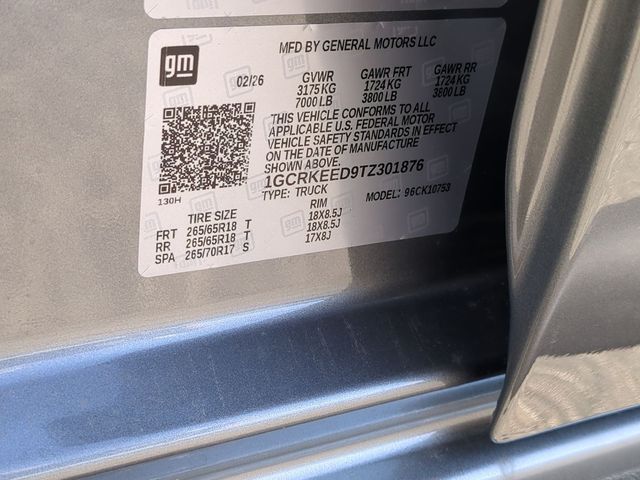 gm
MFD BY GENERAL MOTORS LLC
02/26
GVWR GAWR FRT GAWR RR
3175 KG 1724 KG 1724 KG
7000 LB 3800 LB 3800 LB
THIS VEHICLE CONFORMS TO ALL
APPLICABLE U.S. FEDERAL MOTOR
VEHICLE SAFETY STANDARDS IN EFFECT
ON THE DATE OF MANUFACTURE
SHOWN ABOVE.
1GCRKEED9TZ301876
TYPE: TRUCK MODEL: 96CK10753
130H
TIRE SIZE RIM
FRT 265/65R18 T 18X8.5J
RR 265/65R18 T 18X8.5J
SPA 265/70R17 S 17X8J